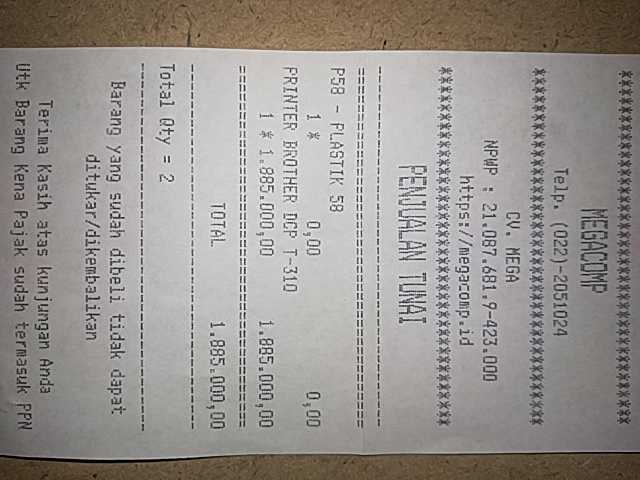 ************************************
MEGACOMP
Telp. (022)-2051024
************************************
CV. MEGA
NPWP : 21.087.681.9-423.000
https://megacomp.id
************************************
PENJUALAN TUNAI
------------------------------------
====================================
P58 - PLASTIK 58
1 * 0,00 0,00
PRINTER BROTHER DCP T-310
1 * 1.885.000,00 1.885.000,00
====================================
TOTAL 1.885.000,00
------------------------------------
Total Qty = 2
------------------------------------
Barang yang sudah dibeli tidak dapat
ditukar/dikembalikan
Terima Kasih atas kunjungan Anda
Utk Barang Kena Pajak sudah termasuk PPN